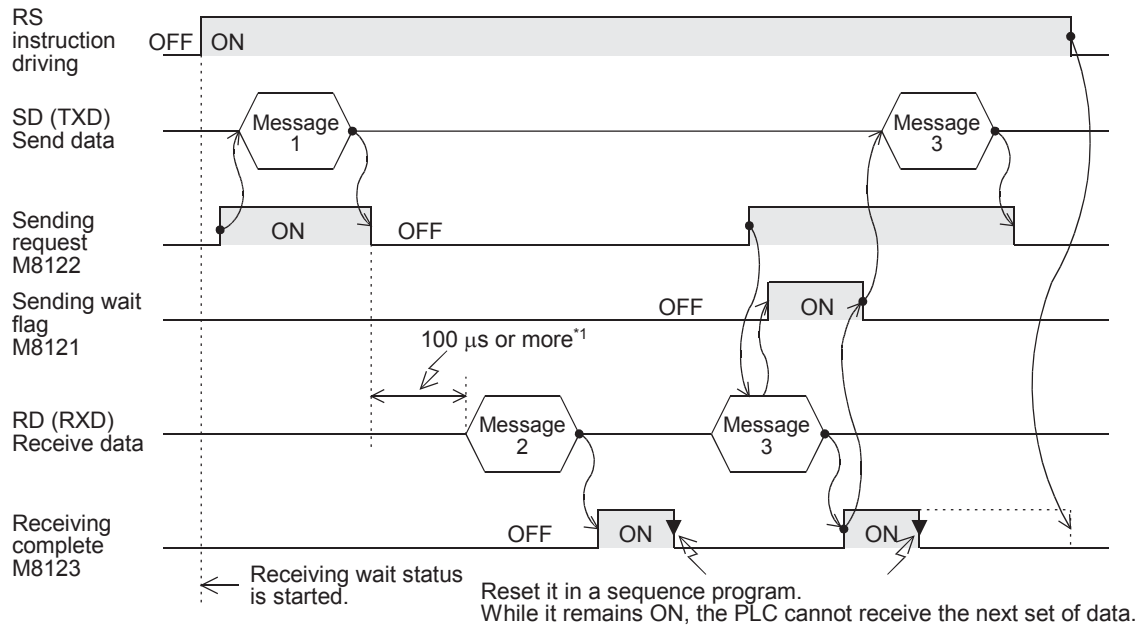 RS
instruction
driving
OFF
ON
SD (TXD)
Send data
Message
1
Message
3
Sending
request
M8122
ON
OFF
Sending wait
flag
M8121
OFF
ON
100 μs or more*1
RD (RXD)
Receive data
Message
2
Message
3
Receiving
complete
M8123
OFF
ON
ON
Receiving wait status
is started.
Reset it in a sequence program.
While it remains ON, the PLC cannot receive the next set of data.